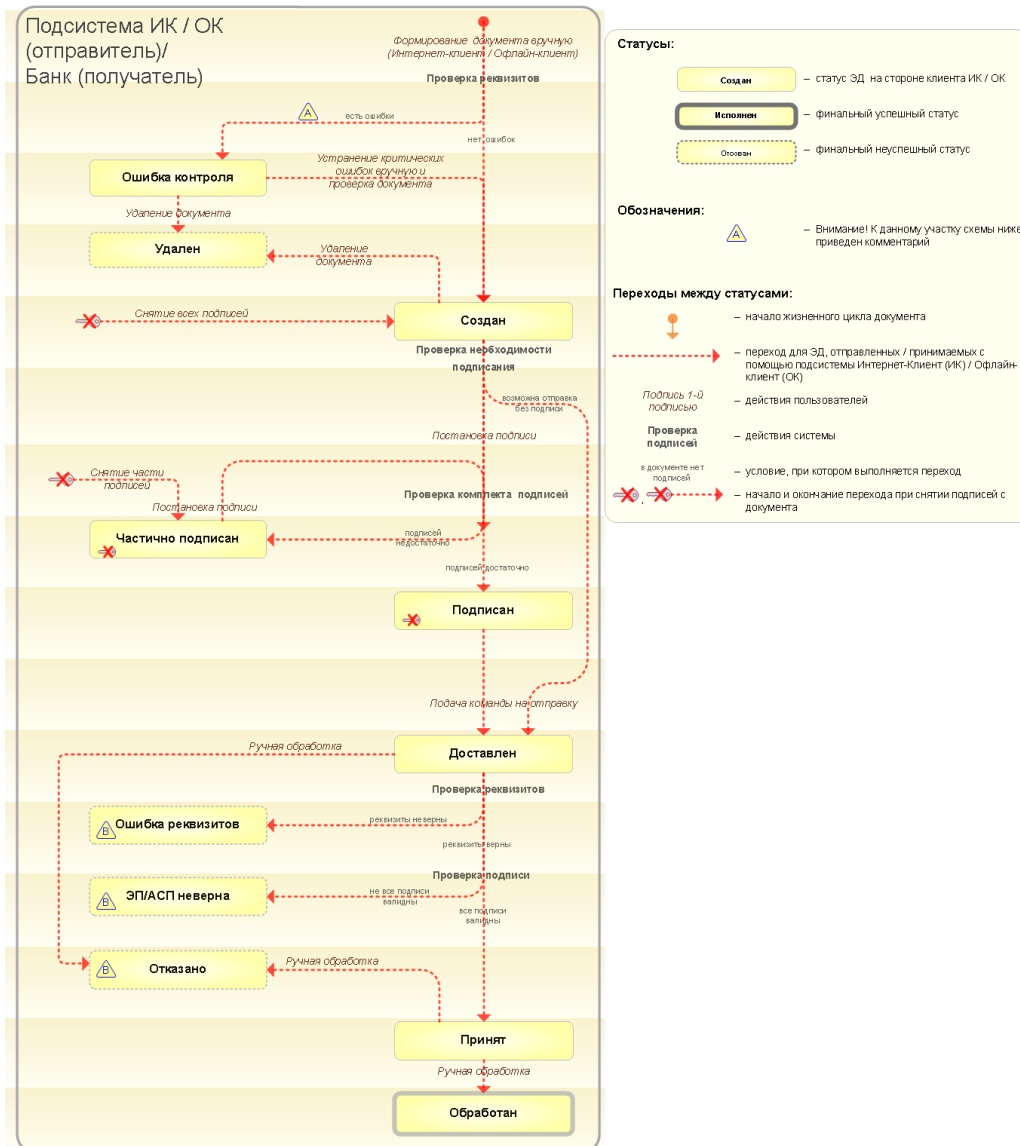 Подсистема ИК / ОК
(отправитель)/
Банк (получатель)
Формирование документа вручную
(Интернет-клиент / Офлайн-клиент)
Проверка реквизитов
A
есть ошибки
нет ошибок
Ошибка контроля
Устранение критических
ошибок вручную и
проверка документа
Удаление документа
Удален
Удаление
документа
Снятие всех подписей
Создан
Проверка необходимости
подписания
возможна отправка
без подписи
Постановка подписи
Снятие части
подписей
Проверка комплекта подписей
Постановка подписи
Частично подписан
подписей
недостаточно
подписей достаточно
Подписан
Подача команды на отправку
Ручная обработка
Доставлен
Проверка реквизитов
B
Ошибка реквизитов
реквизиты неверны
реквизиты верны
Проверка подписи
B
ЭП/АСП неверна
не все подписи
валидны
все подписи
валидны
B
Отказано
Ручная обработка
Принят
Ручная обработка
Обработан
Статусы:
Создан
– статус ЭД на стороне клиента ИК / ОК
Исполнен
– финальный успешный статус
Отозван
– финальный неуспешный статус
Обозначения:
A
– Внимание! К данному участку схемы ниже
приведен комментарий
Переходы между статусами:
– начало жизненного цикла документа
– переход для ЭД, отправленных / принимаемых с
помощью подсистемы Интернет-Клиент (ИК) / Офлайн-
клиент (ОК)
Подпись 1-й
подписью
– действия пользователей
Проверка
подписей
– действия системы
в документе нет
подписей
– условие, при котором выполняется переход
,
– начало и окончание перехода при снятии подписей с
документа